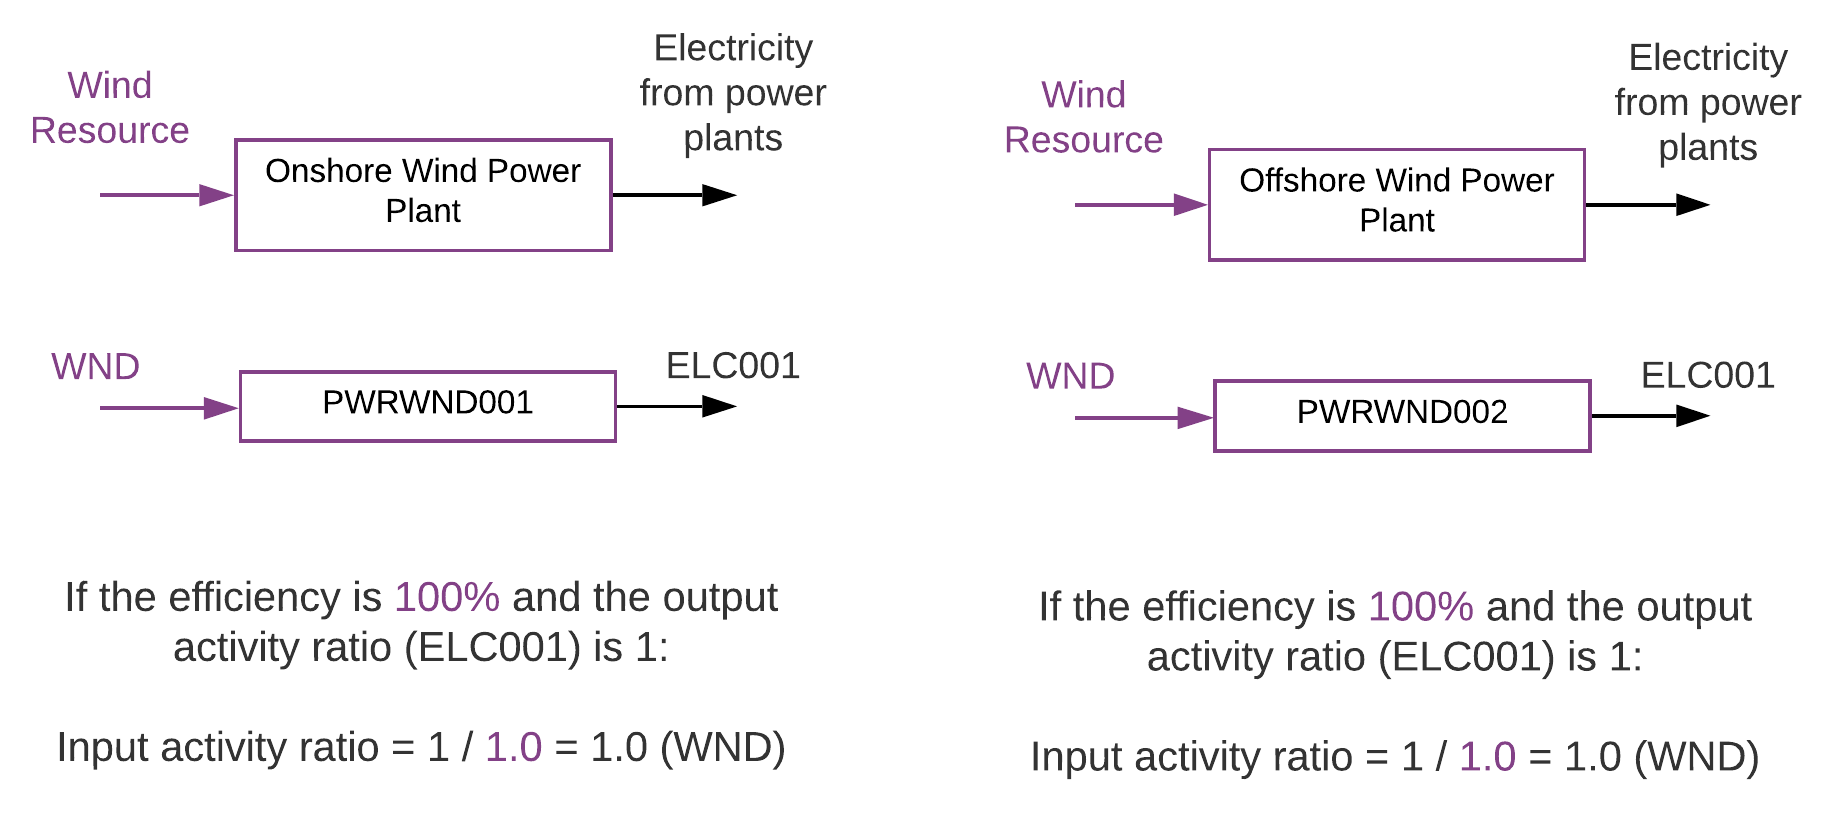 Wind
Resource
Electricity
from power
plants
Onshore Wind Power
Plant
WND
ELC001
PWRWND001
If the efficiency is 100% and the output
activity ratio (ELC001) is 1:
Input activity ratio = 1 / 1.0 = 1.0 (WND)
Wind
Resource
Electricity
from power
plants
Offshore Wind Power
Plant
WND
ELC001
PWRWND002
If the efficiency is 100% and the output
activity ratio (ELC001) is 1:
Input activity ratio = 1 / 1.0 = 1.0 (WND)